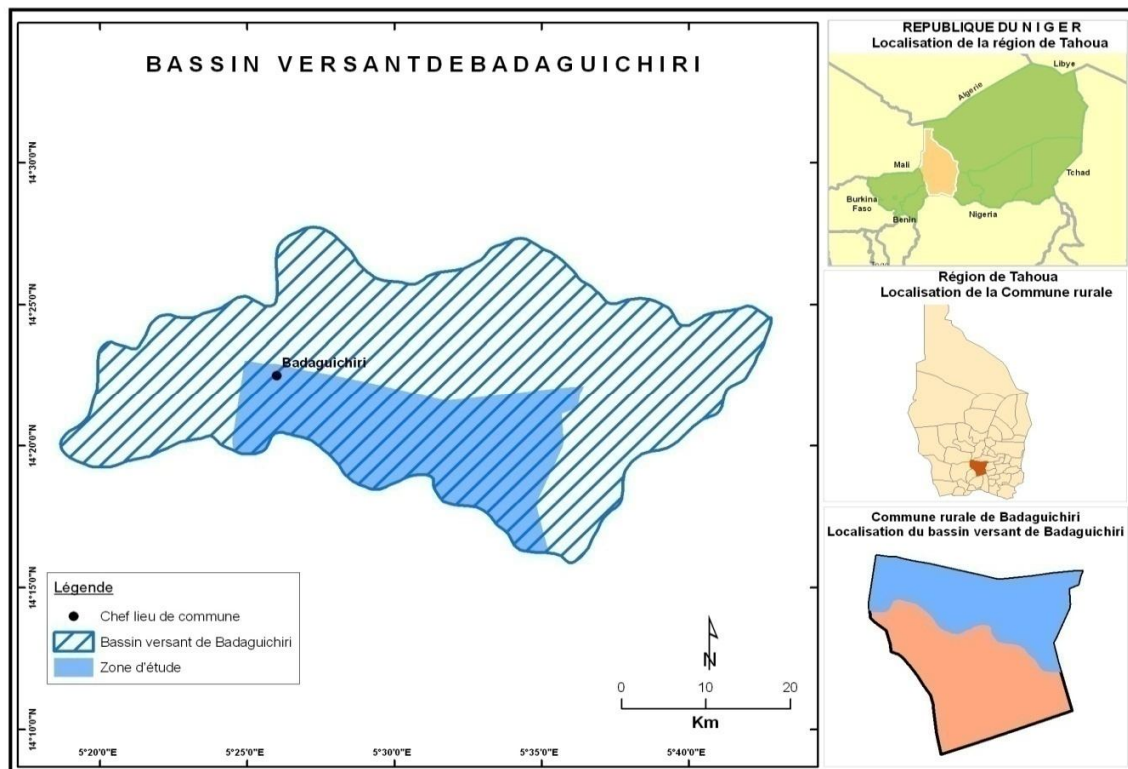 BASSIN VERSANTDEBADAGUICHIRI
14°30'0"N
14°25'0"N
14°20'0"N
14°15'0"N
14°10'0"N
Badaguichiri
Légende
Chef lieu de commune
Bassin versant de Badaguichiri
Zone d'étude
N
0 10 20
Km
5°20'0"E 5°25'0"E 5°30'0"E 5°35'0"E 5°40'0"E
REPUBLIQUE DU NIGER
Localisation de la région de Tahoua
Libye
Algerie
Mali
Tchad
Burkina
Faso
Benin
Nigeria
Région de Tahoua
Localisation de la Commune rurale
Commune rurale de Badaguichiri
Localisation du bassin versant de Badaguichiri